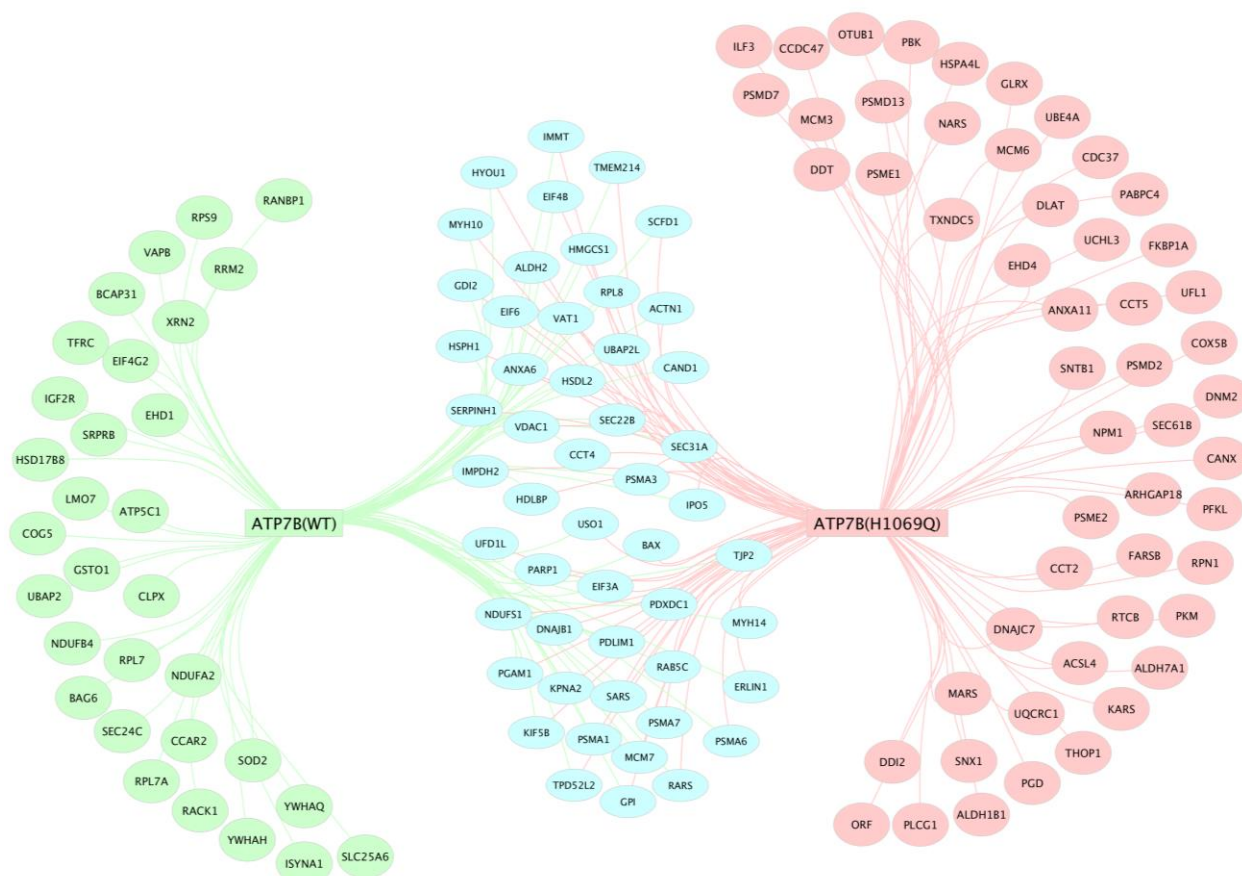 RANBP1
RPS9
VAPB
RRM2
BCAP31
XRN2
TFRC
EIF4G2
IGF2R
EHD1
SRPRB
HSD17B8
LMO7
ATP5C1
COG5
GSTO1
UBAP2
CLPX
NDUFB4
RPL7
NDUFA2
BAG6
SEC24C
CCAR2
SOD2
RPL7A
RACK1
YWHAQ
YWHAH
ISYNA1
SLC25A6
ATP7B(WT)
IMMT
HYOU1
TMEM214
EIF4B
MYH10
SCFD1
HMGCS1
ALDH2
GDI2
RPL8
EIF6
VAT1
ACTN1
HSPH1
UBAP2L
ANXA6
HSDL2
CAND1
SERPINH1
VDAC1
SEC22B
CCT4
SEC31A
IMPDH2
PSMA3
HDLBP
IPO5
USO1
UFD1L
BAX
TJP2
PARP1
EIF3A
NDUFS1
PDXDC1
DNAJB1
MYH14
PDLIM1
PGAM1
RAB5C
KPNA2
SARS
ERLIN1
KIF5B
PSMA7
PSMA1
PSMA6
MCM7
TPD52L2
RARS
GPI
ATP7B(H1069Q)
ILF3
CCDC47
OTUB1
PBK
HSPA4L
GLRX
PSMD7
PSMD13
MCM3
NARS
UBE4A
MCM6
CDC37
DDT
PSME1
PABPC4
DLAT
TXNDC5
UCHL3
FKBP1A
EHD4
UFL1
ANXA11
CCT5
COX5B
SNTB1
PSMD2
DNM2
NPM1
SEC61B
CANX
ARHGAP18
PFKL
PSME2
FARSB
CCT2
RPN1
RTCB
PKM
DNAJC7
ACSL4
ALDH7A1
MARS
KARS
UQCRC1
THOP1
DDI2
SNX1
PGD
ALDH1B1
ORF
PLCG1